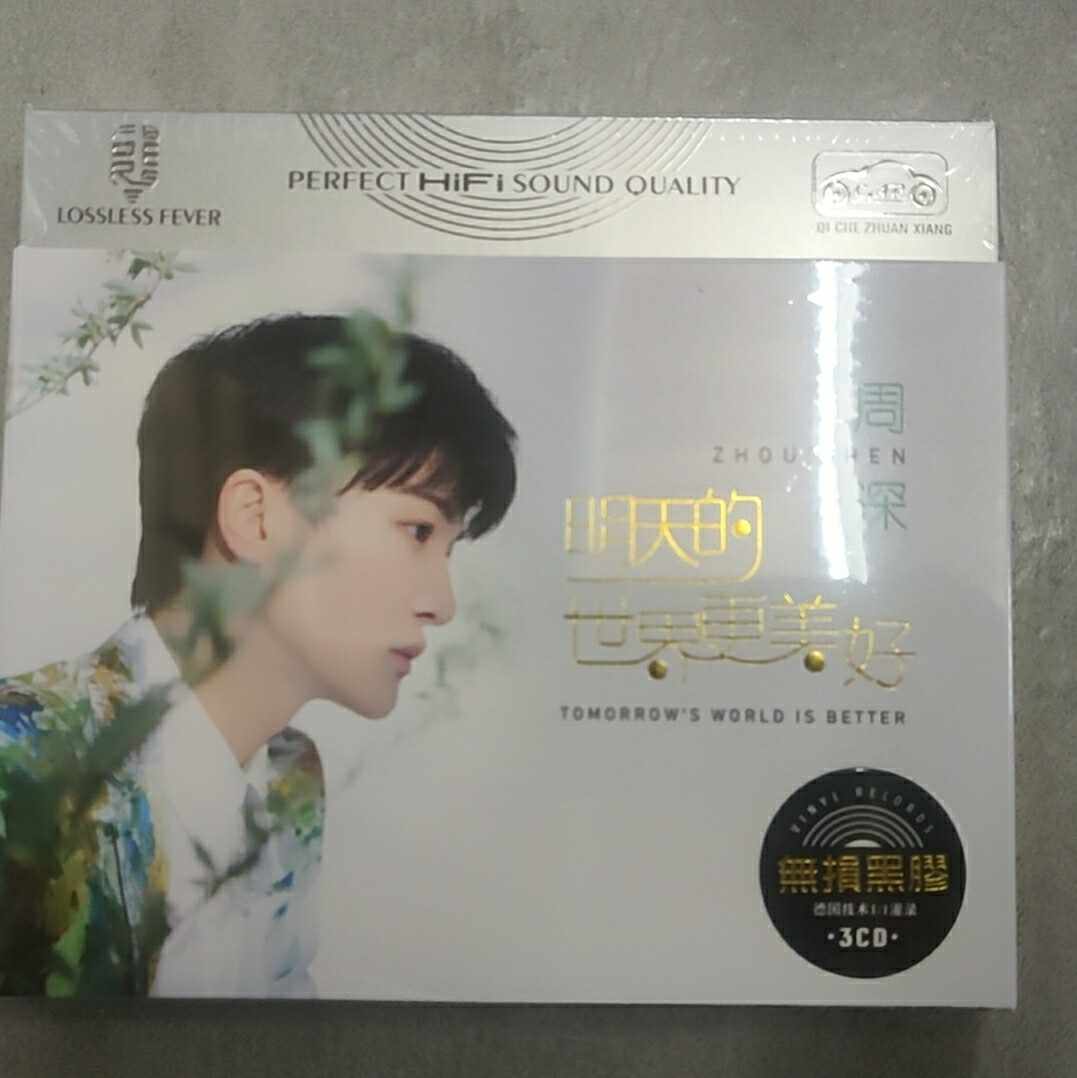 LOSSLESS FEVER
PERFECT HiFi SOUND QUALITY
CAR
QI CHE ZHUAN XIANG
周深
ZHOU SHEN
明天的
世界更美好
TOMORROW'S WORLD IS BETTER
VINYL RECORDS
無損黑膠
德国技术1:1灌录
·3CD·